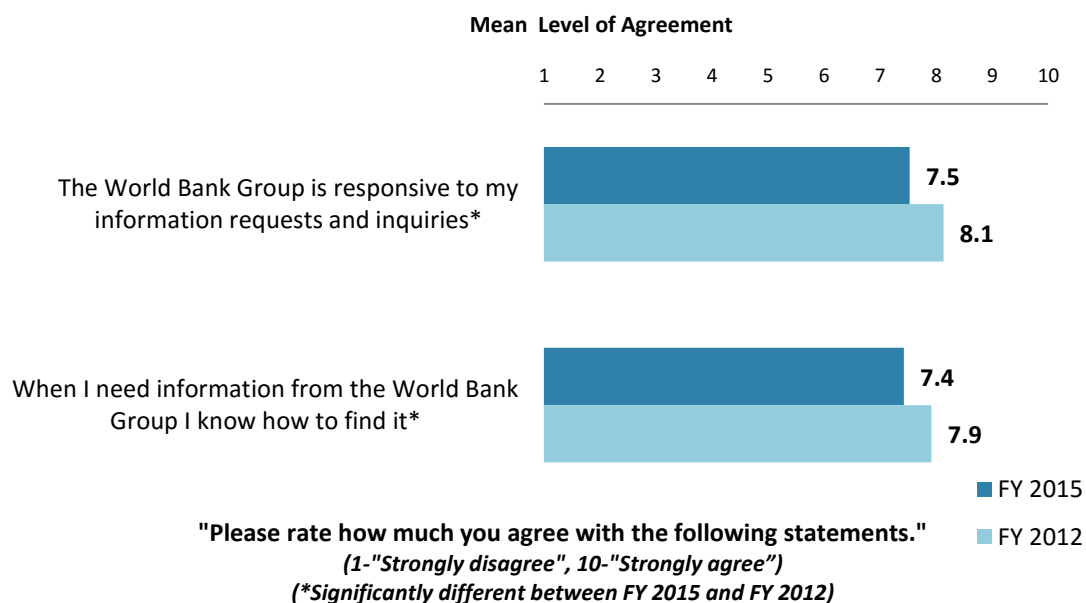 Mean Level of Agreement
1 2 3 4 5 6 7 8 9 10
The World Bank Group is responsive to my
information requests and inquiries*
7.5
8.1
When I need information from the World Bank
Group I know how to find it*
7.4
7.9
FY 2015
FY 2012
"Please rate how much you agree with the following statements."
(1-"Strongly disagree", 10-"Strongly agree”)
(*Significantly different between FY 2015 and FY 2012)